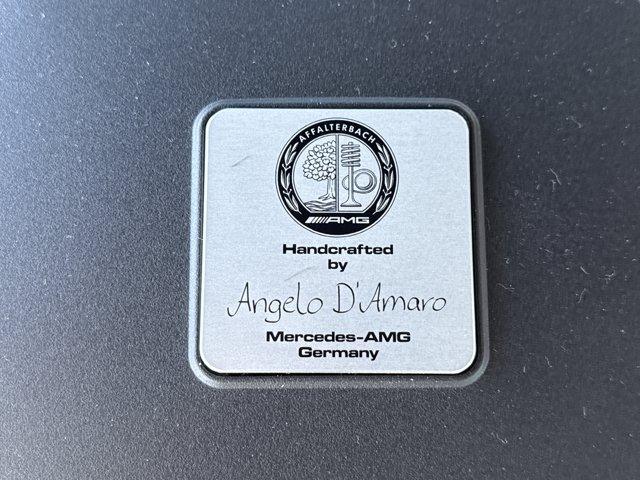 AFFALTERBACH
AMG
Handcrafted
by
Angelo D'Amaro
Mercedes-AMG
Germany